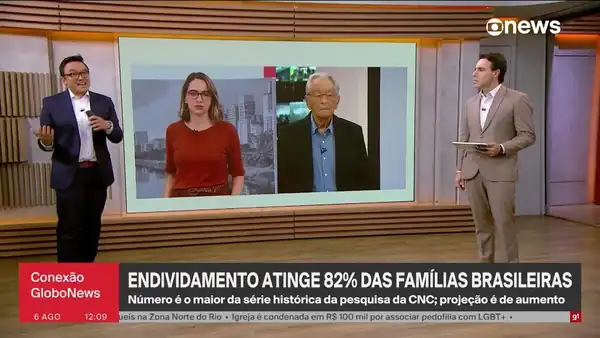 news
Conexão
GloboNews
ENDIVIDAMENTO ATINGE 82% DAS FAMÍLIAS BRASILEIRAS
Número é o maior da série histórica da pesquisa da CNC; projeção é de aumento
6 AGO 12:09 ueis na Zona Norte do Rio • Igreja é condenada em R$ 100 mil por associar pedofilia com LGBT+ • g1